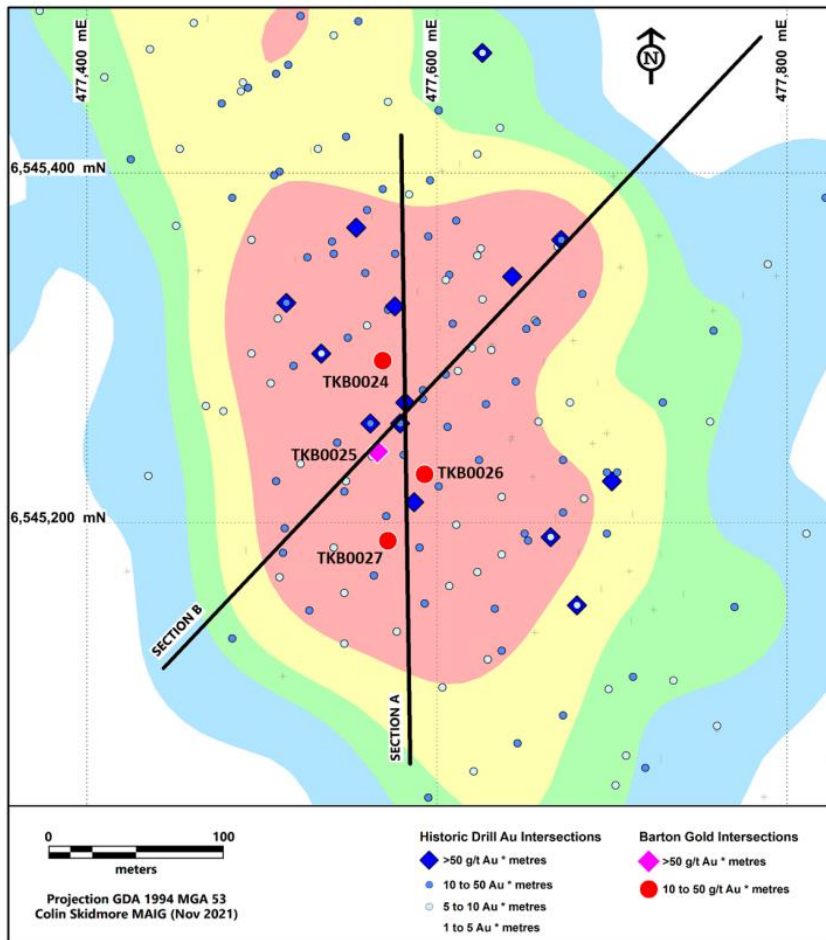 477,400 mE
477,600 mE
477,800 mE
N
6,545,400 mN
TKB0024
TKB0025
TKB0026
6,545,200 mN
TKB0027
SECTION B
SECTION A
0 100
meters
Projection GDA 1994 MGA 53
Colin Skidmore MAIG (Nov 2021)
Historic Drill Au Intersections
>50 g/t Au * metres
10 to 50 Au * metres
5 to 10 Au * metres
1 to 5 Au * metres
Barton Gold Intersections
>50 g/t Au * metres
10 to 50 g/t Au * metres